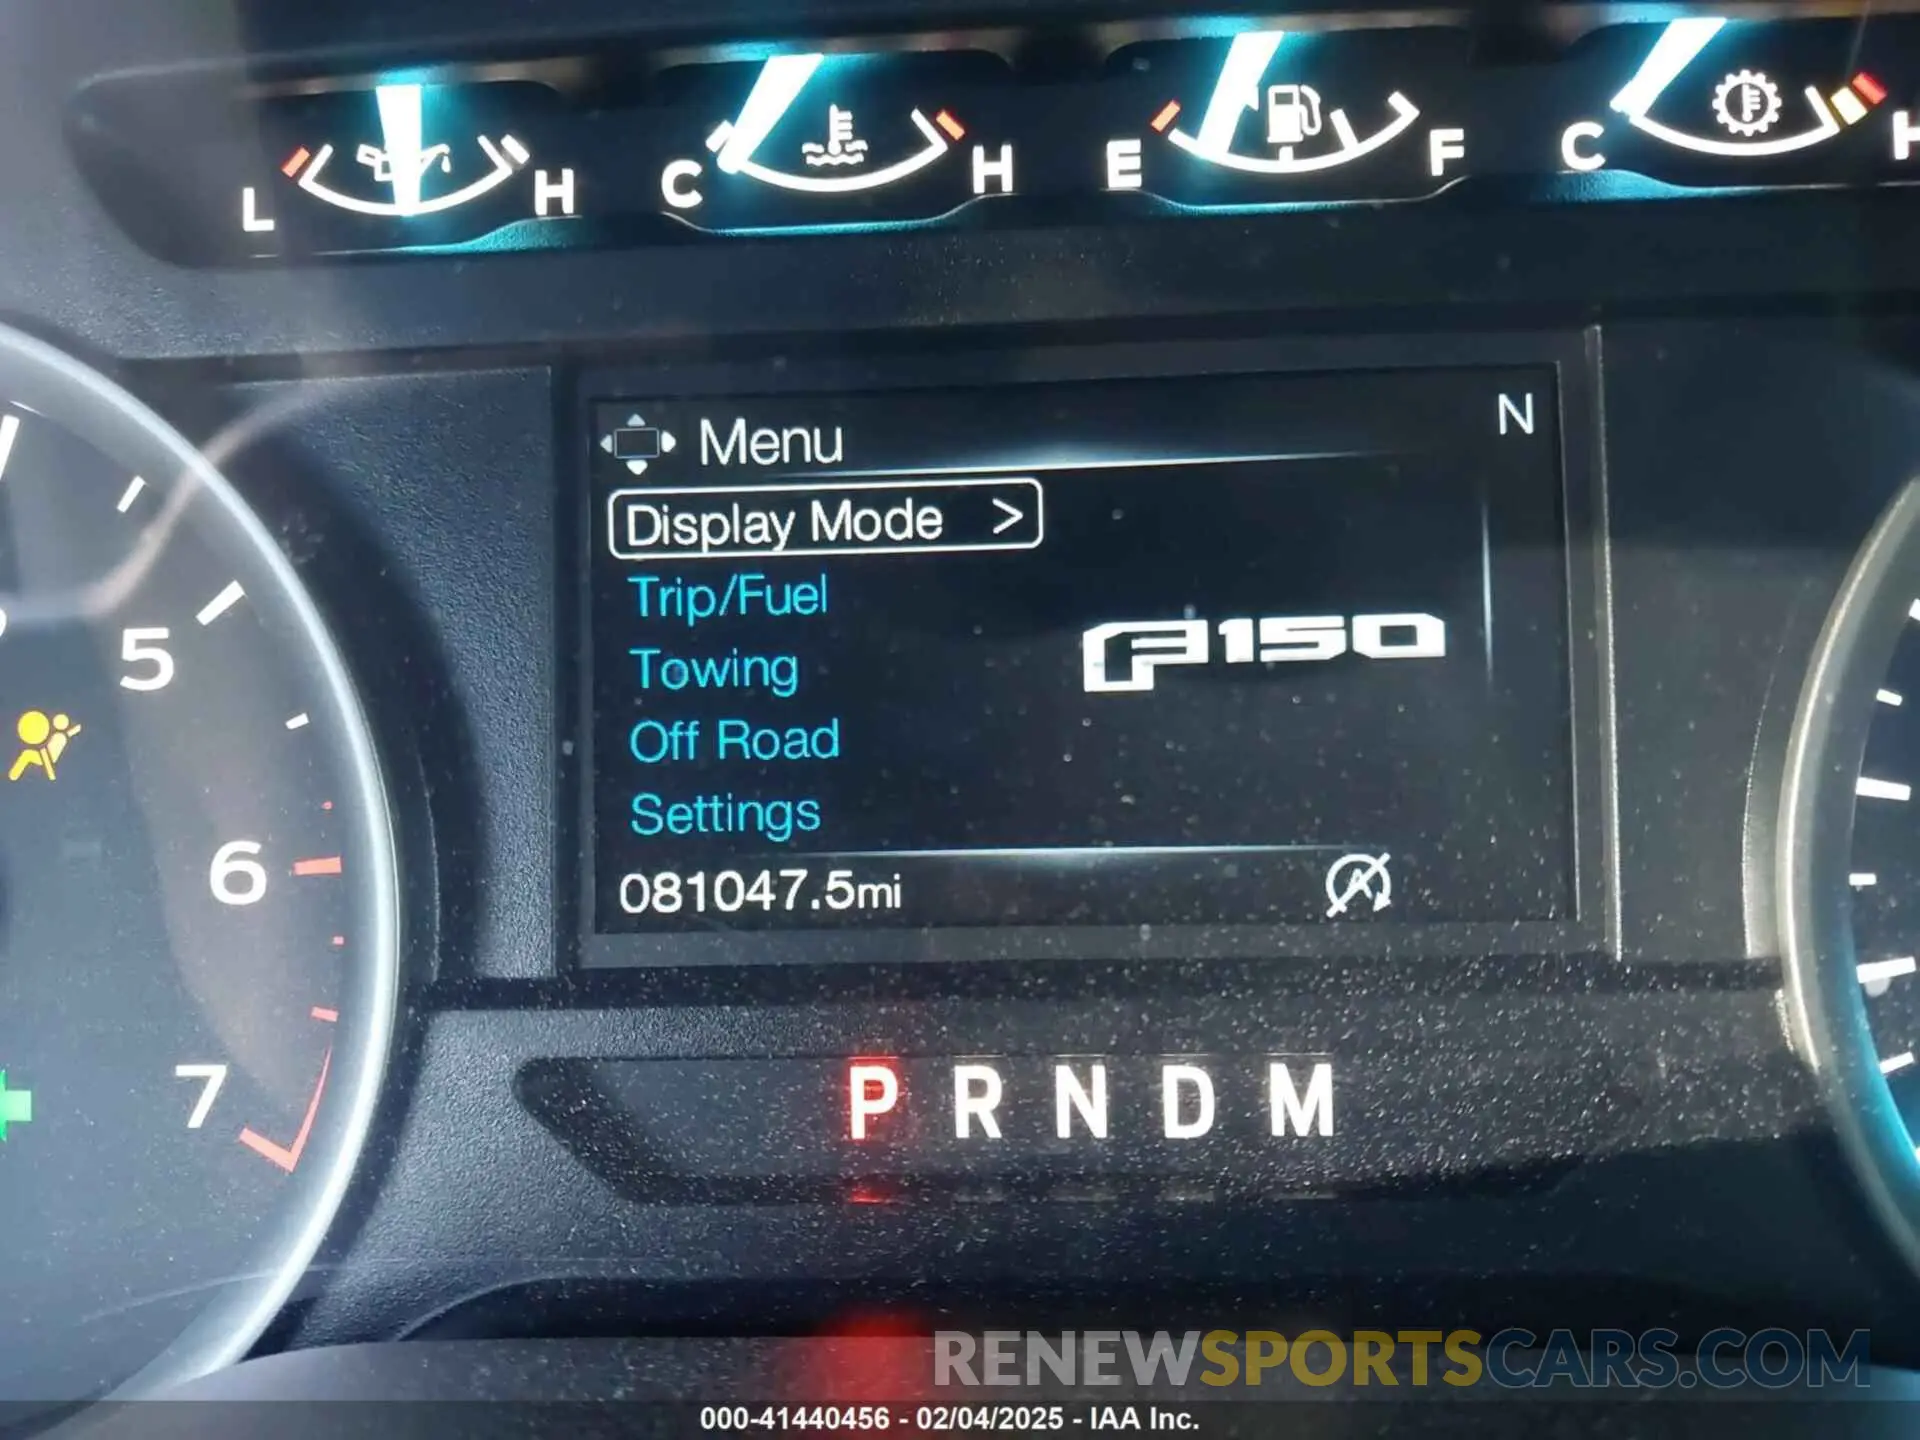 L H C H E F C H
Menu N
Display Mode >
Trip/Fuel
F150
Towing
Off Road
Settings
081047.5mi
5
6
7
P R N D M
RENEWSPORTSCARS.COM
000-41440456 - 02/04/2025 - IAA Inc.